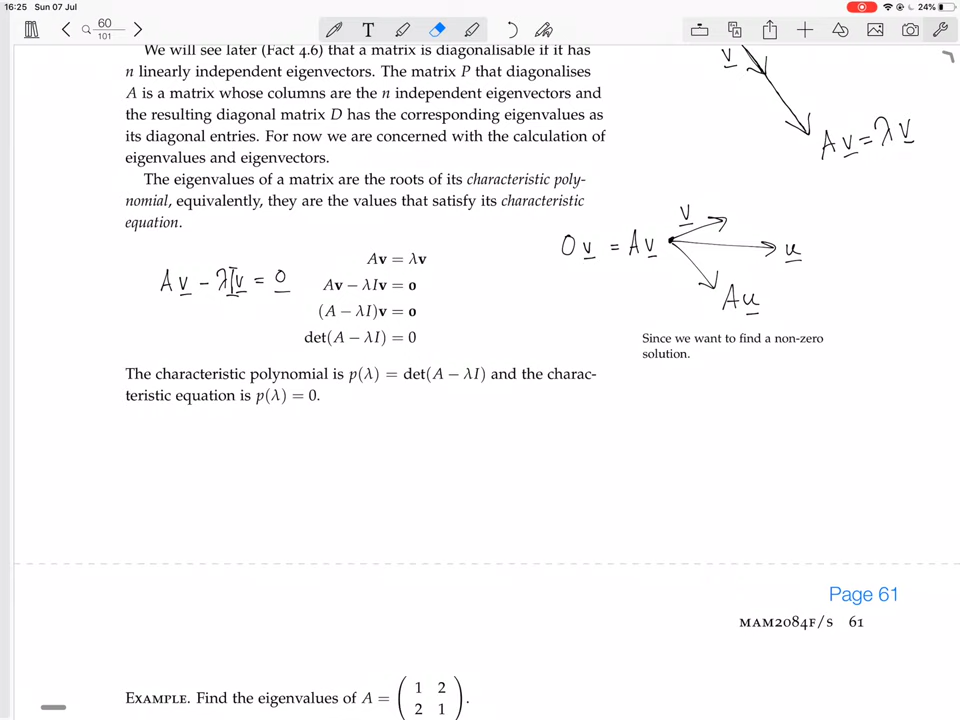 16:25 Sun 07 Jul
24%
60
101
T
We will see later (Fact 4.6) that a matrix is diagonalisable if it has
n linearly independent eigenvectors. The matrix P that diagonalises
A is a matrix whose columns are the n independent eigenvectors and
the resulting diagonal matrix D has the corresponding eigenvalues as
its diagonal entries. For now we are concerned with the calculation of
eigenvalues and eigenvectors.
The eigenvalues of a matrix are the roots of its characteristic poly-
nomial, equivalently, they are the values that satisfy its characteristic
equation.
v
Av = λv
0v = Av
v
u
Au
Av − λIv = 0
Av = λv
Av − λIv = o
(A − λI)v = o
det(A − λI) = 0
Since we want to find a non-zero
solution.
The characteristic polynomial is p(λ) = det(A − λI) and the charac-
teristic equation is p(λ) = 0.
Page 61
MAM2084F/S 61
EXAMPLE. Find the eigenvalues of A = ( 1 2
2 1 ).